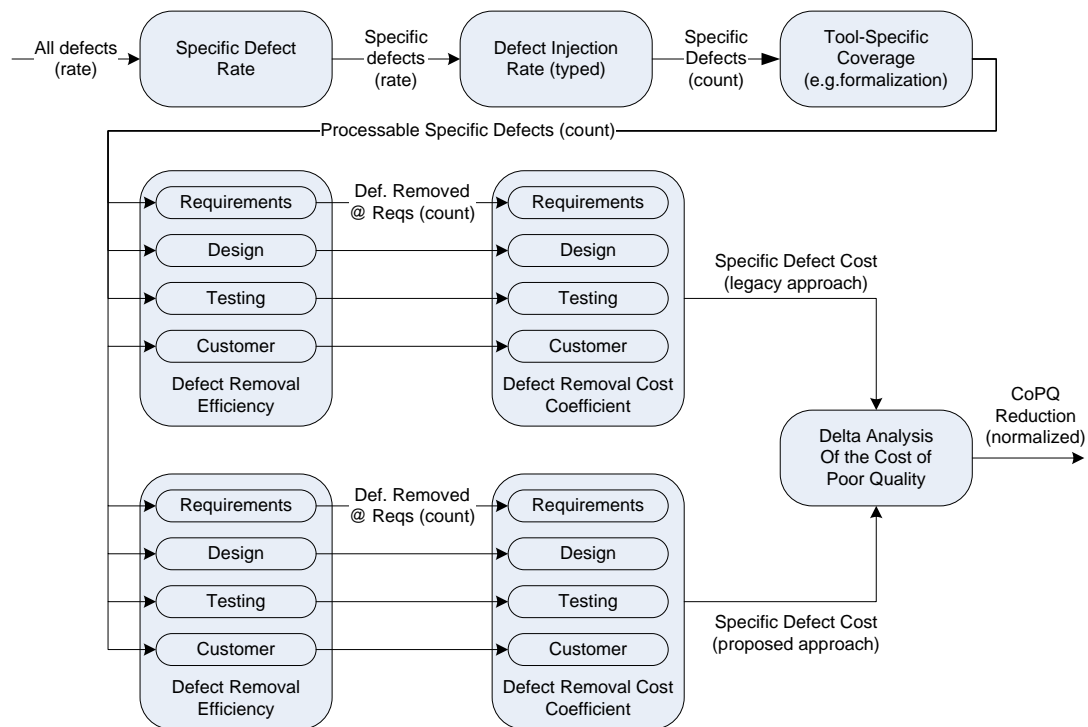 All defects
(rate)
Specific Defect
Rate
Specific
defects
(rate)
Defect Injection
Rate (typed)
Specific
Defects
(count)
Tool-Specific
Coverage
(e.g.formalization)
Processable Specific Defects (count)
Requirements
Design
Testing
Customer
Defect Removal
Efficiency
Def. Removed
@ Reqs (count)
Requirements
Design
Testing
Customer
Defect Removal Cost
Coefficient
Specific Defect Cost
(legacy approach)
Delta Analysis
Of the Cost of
Poor Quality
CoPQ
Reduction
(normalized)
Requirements
Design
Testing
Customer
Defect Removal
Efficiency
Def. Removed
@ Reqs (count)
Requirements
Design
Testing
Customer
Defect Removal Cost
Coefficient
Specific Defect Cost
(proposed approach)